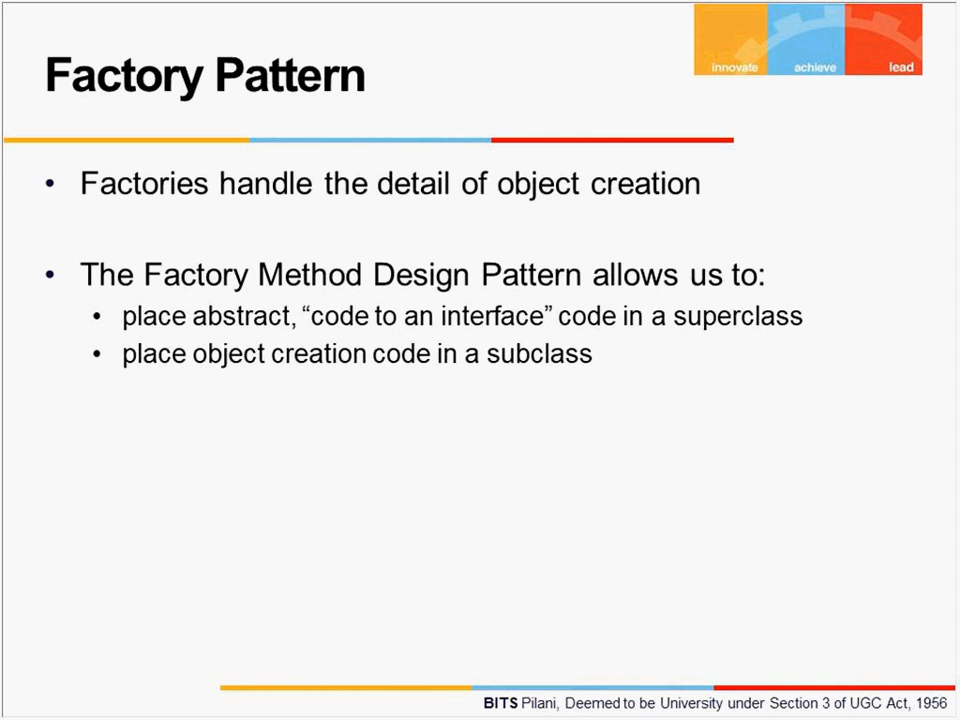 innovate achieve lead
Factory Pattern
• Factories handle the detail of object creation
• The Factory Method Design Pattern allows us to:
• place abstract, “code to an interface” code in a superclass
• place object creation code in a subclass
BITS Pilani, Deemed to be University under Section 3 of UGC Act, 1956